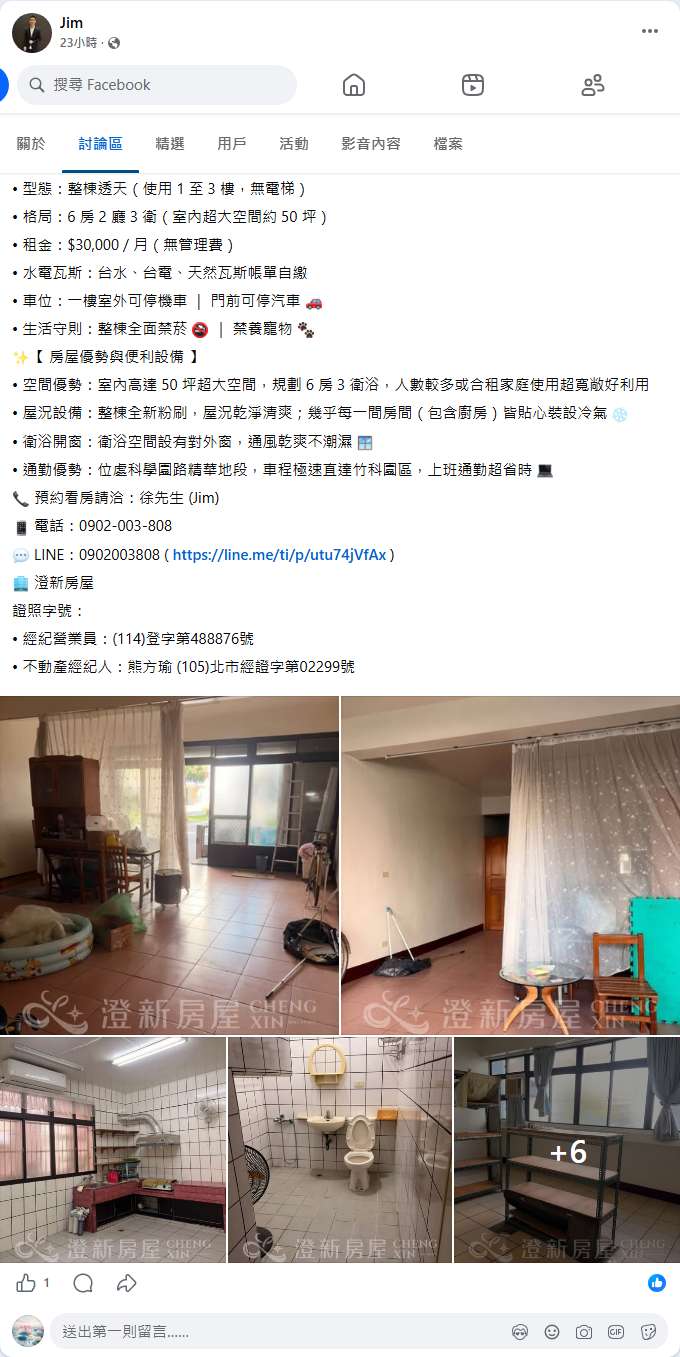 Jim
23小時 ·
搜尋 Facebook
關於 討論區 精選 用戶 活動 影音內容 檔案
• 型態：整棟透天（使用 1 至 3 樓，無電梯）
• 格局：6 房 2 廳 3 衛（室內超大空間約 50 坪）
• 租金：$30,000 / 月（無管理費）
• 水電瓦斯：台水、台電、天然瓦斯帳單自繳
• 車位：一樓室外可停機車 ｜ 門前可停汽車 🚗
• 生活守則：整棟全面禁菸 🚭 ｜ 禁養寵物 🐾
✨【 房屋優勢與便利設備 】
• 空間優勢：室內高達 50 坪超大空間，規劃 6 房 3 衛浴，人數較多或合租家庭使用超寬敞好利用
• 屋況設備：整棟全新粉刷，屋況乾淨清爽；幾乎每一間房間（包含廚房）皆貼心裝設冷氣 ❄️
• 衛浴開窗：衛浴空間設有對外窗，通風乾爽不潮濕 🪟
• 通勤優勢：位處科學園路精華地段，車程極速直達竹科園區，上班通勤超省時 💻
📞 預約看房請洽：徐先生 (Jim)
📱 電話：0902-003-808
💬 LINE：0902003808 ( https://line.me/ti/p/utu74jVfAx )
🏢 澄新房屋
證照字號：
• 經紀營業員：(114)登字第488876號
• 不動產經紀人：熊方瑜 (105)北市經證字第02299號
澄新房屋 CHENG XIN
澄新房屋 CHENG XIN
澄新房屋 CHENG XIN
澄新房屋 CHENG XIN
+6
澄新房屋 CHENG XIN
1
送出第一則留言......
GIF